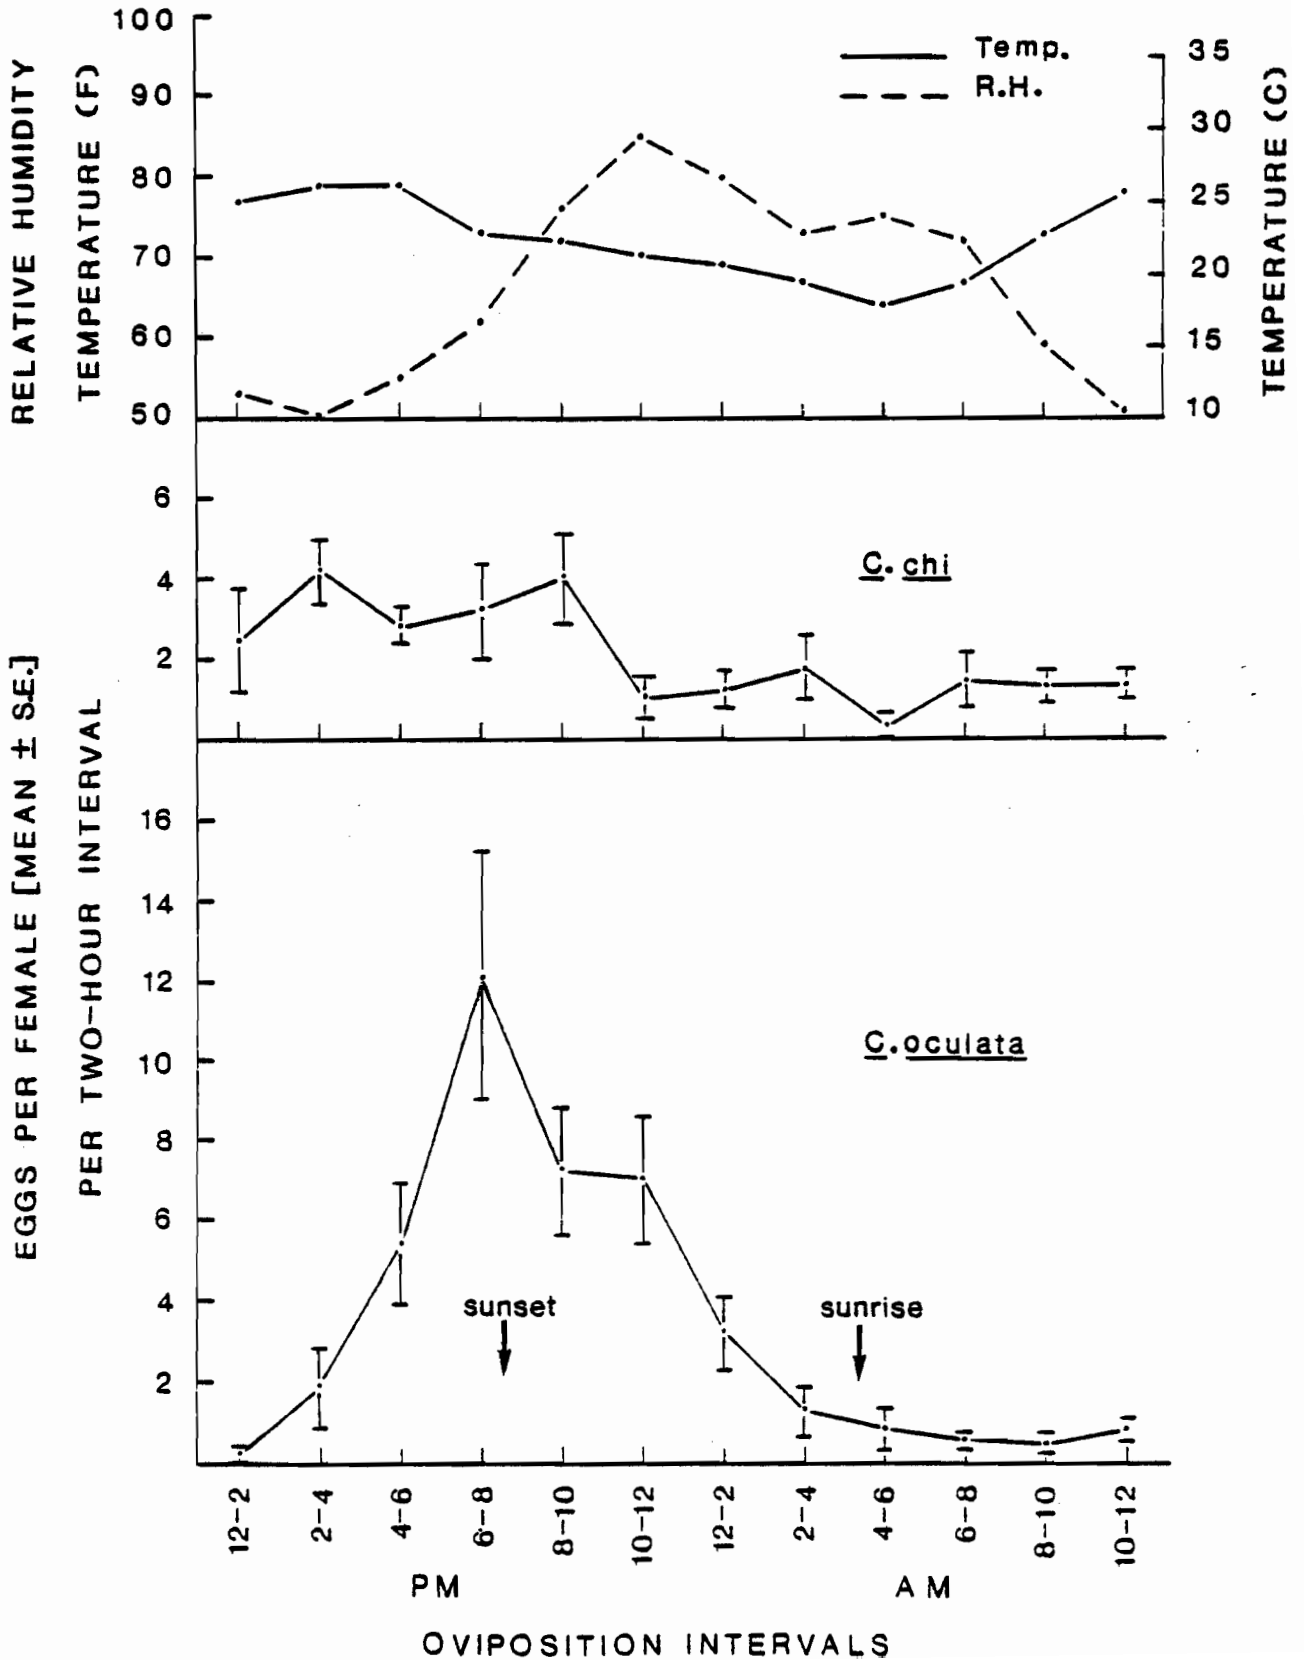 RELATIVE HUMIDITY
TEMPERATURE (F)
100
90
80
70
60
50
Temp.
R.H.
35
30
25
20
15
10
TEMPERATURE (C)
6
4
2
C. chi
EGGS PER FEMALE [MEAN ± S.E.]
PER TWO-HOUR INTERVAL
16
14
12
10
8
6
4
2
C. oculata
sunset
sunrise
12-2
2-4
4-6
6-8
8-10
10-12
12-2
2-4
4-6
6-8
8-10
10-12
PM
AM
OVIPOSITION INTERVALS